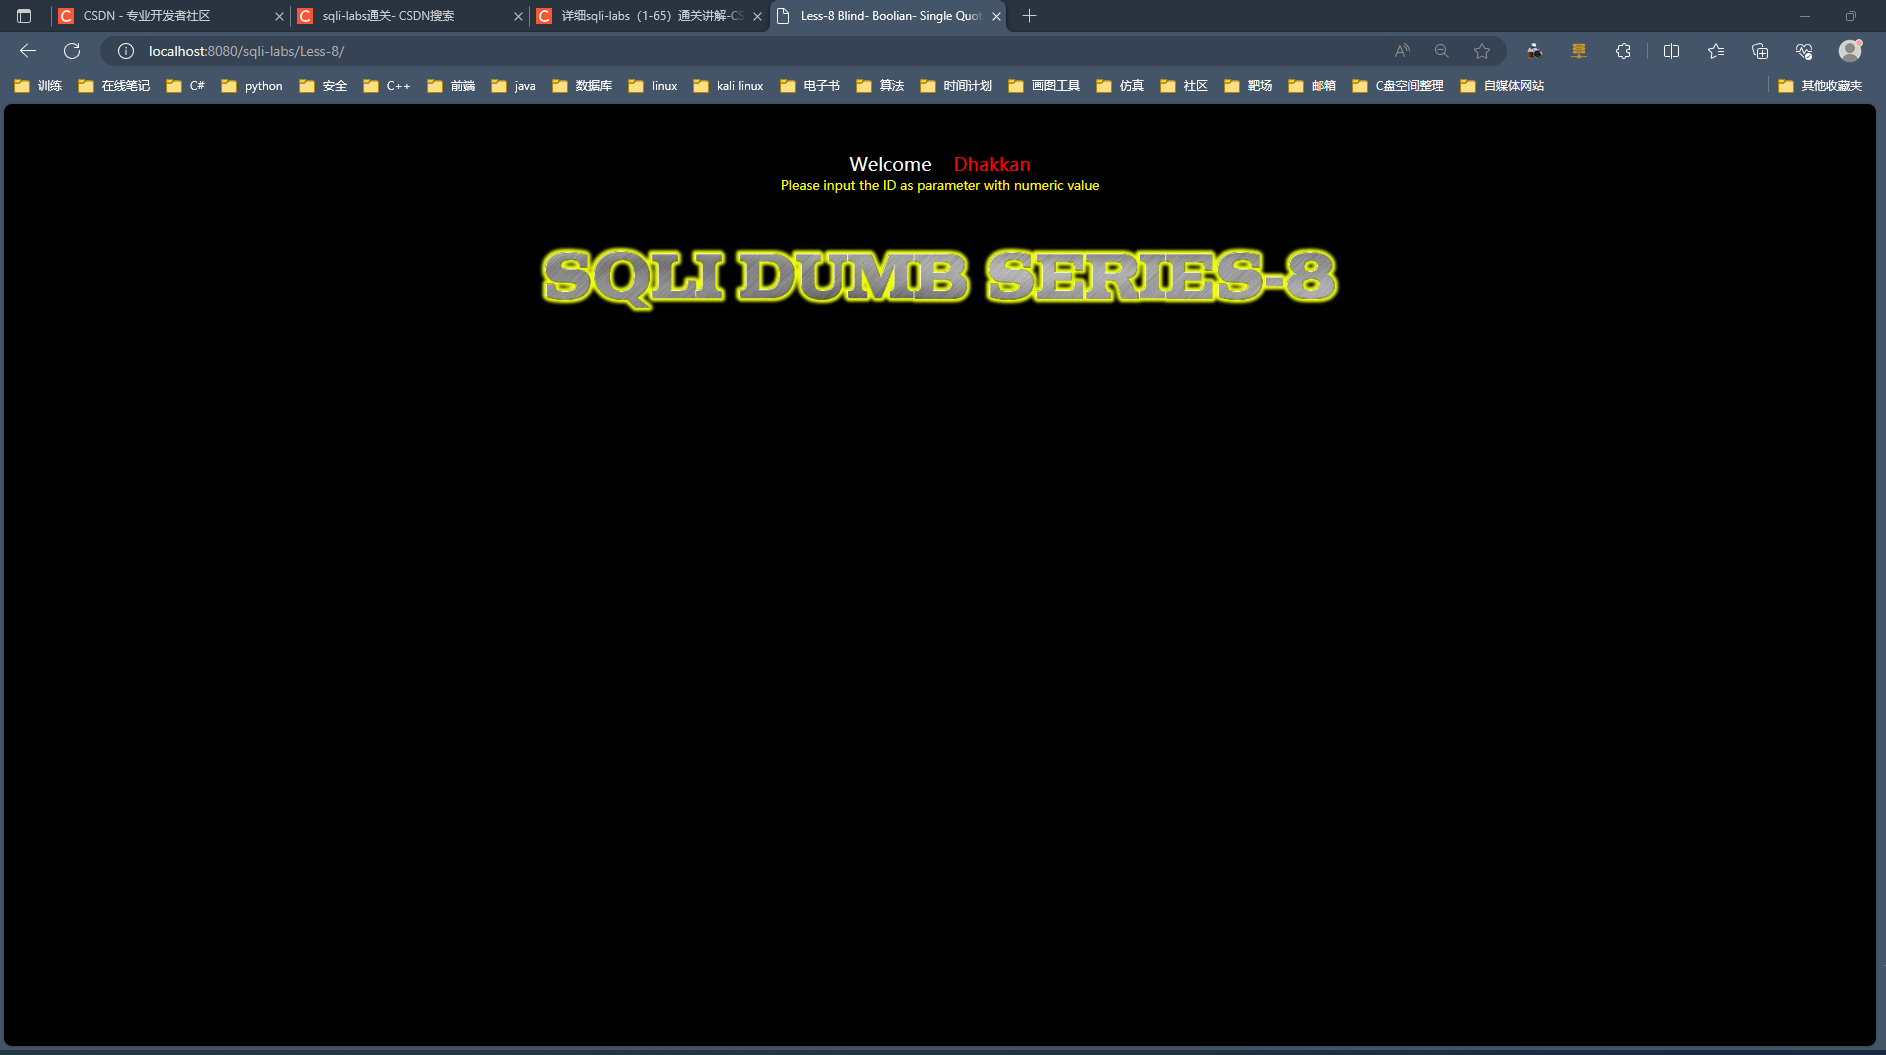 CSDN - 专业开发者社区
sqli-labs通关- CSDN搜索
详细sqli-labs（1-65）通关讲解-CS
Less-8 Blind- Boolian- Single Quot
localhost:8080/sqli-labs/Less-8/
训练 在线笔记 C# python 安全 C++ 前端 java 数据库 linux kali linux 电子书 算法 时间计划 画图工具 仿真 社区 靶场 邮箱 C盘空间整理 自媒体网站 其他收藏夹
Welcome Dhakkan
Please input the ID as parameter with numeric value
SQLI DUMB SERIES-8